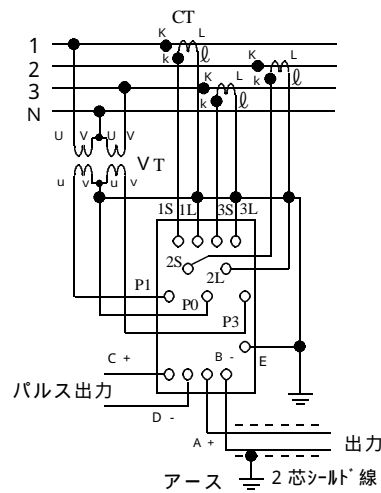 CT
1 K L
2 k ℓ K L
3 K L k ℓ
N k ℓ
U V U V
VT
u v u v
1S 1L 3S 3L
2S
2L
P1
P0
P3
C + B - E
パルス出力
D -
A +
出力
アース 2芯シールド線